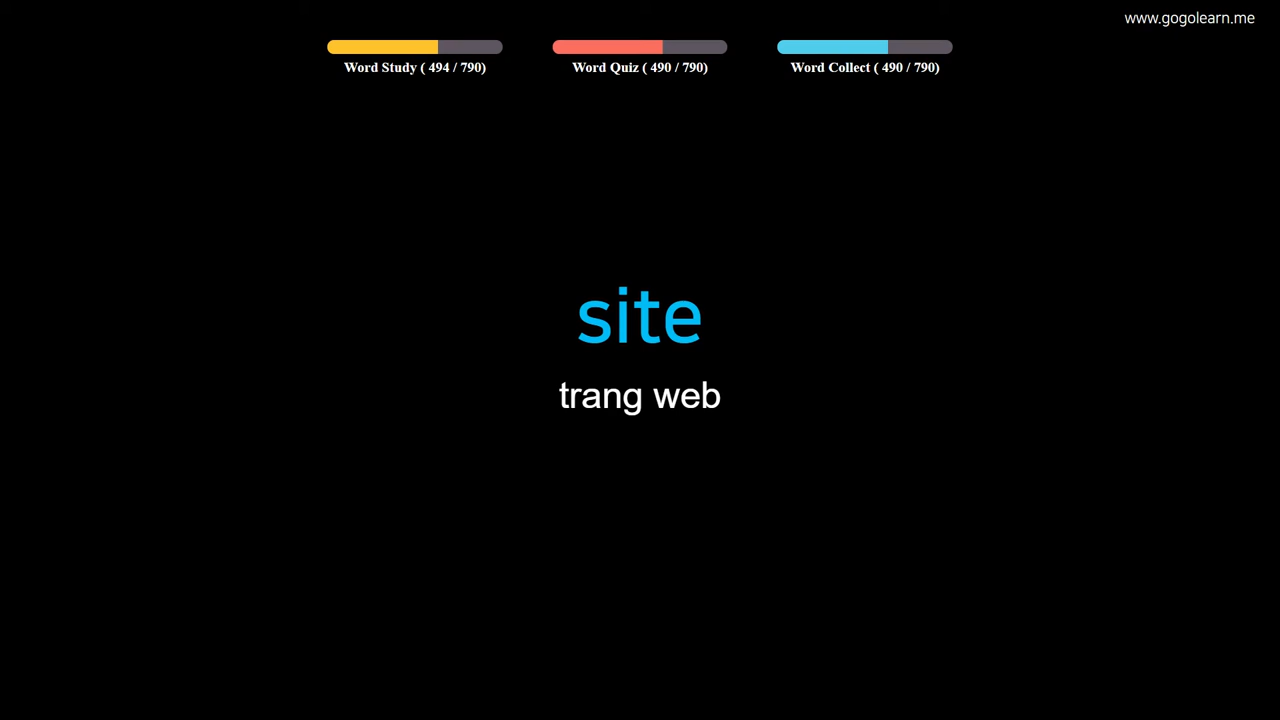 www.gogolearn.me
Word Study ( 494 / 790)
Word Quiz ( 490 / 790)
Word Collect ( 490 / 790)
site
trang web